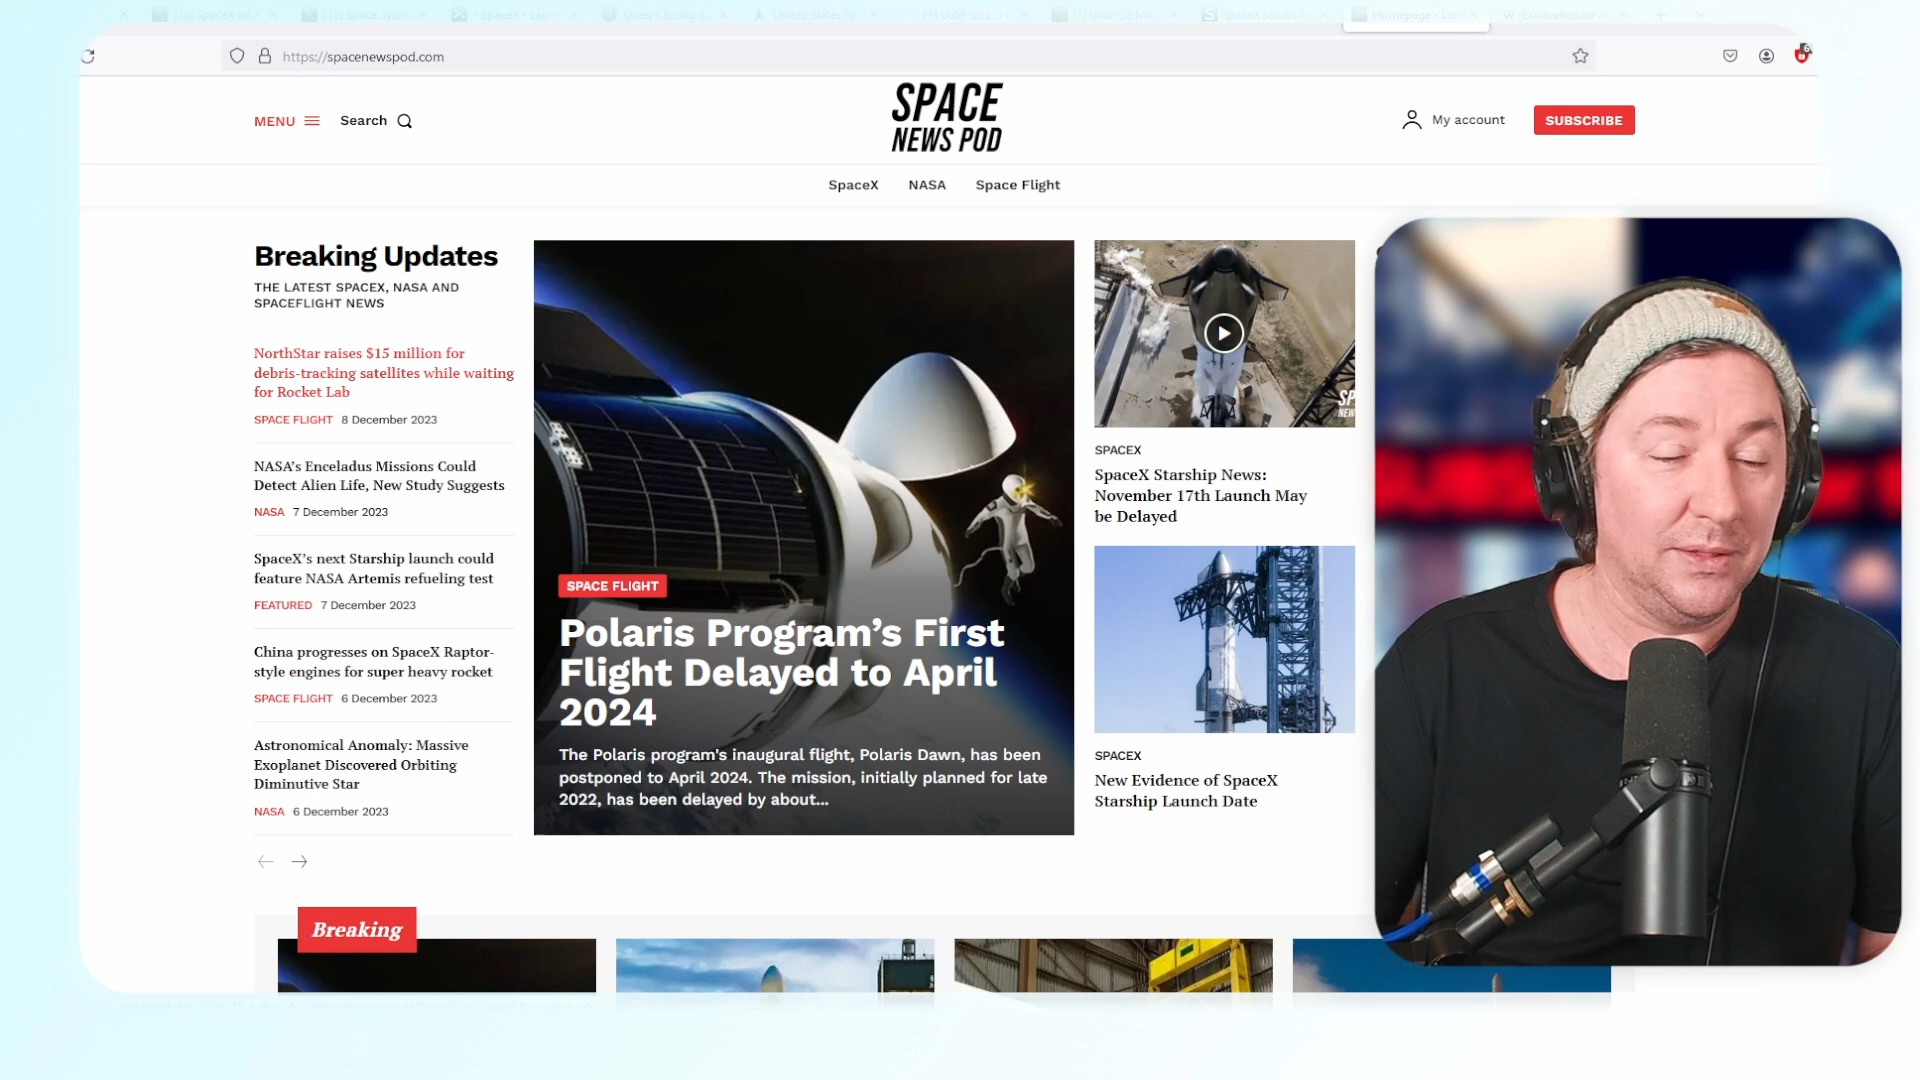 https://spacenewspod.com
MENU
Search
SPACE
NEWS POD
My account
SUBSCRIBE
SpaceX NASA Space Flight
Breaking Updates
THE LATEST SPACEX, NASA AND
SPACEFLIGHT NEWS
NorthStar raises $15 million for
debris-tracking satellites while waiting
for Rocket Lab
SPACE FLIGHT 8 December 2023
NASA’s Enceladus Missions Could
Detect Alien Life, New Study Suggests
NASA 7 December 2023
SpaceX’s next Starship launch could
feature NASA Artemis refueling test
FEATURED 7 December 2023
China progresses on SpaceX Raptor-
style engines for super heavy rocket
SPACE FLIGHT 6 December 2023
Astronomical Anomaly: Massive
Exoplanet Discovered Orbiting
Diminutive Star
NASA 6 December 2023
SPACE FLIGHT
Polaris Program’s First
Flight Delayed to April
2024
The Polaris program's inaugural flight, Polaris Dawn, has been
postponed to April 2024. The mission, initially planned for late
2022, has been delayed by about...
SPACEX
SpaceX Starship News:
November 17th Launch May
be Delayed
SPACEX
New Evidence of SpaceX
Starship Launch Date
Breaking